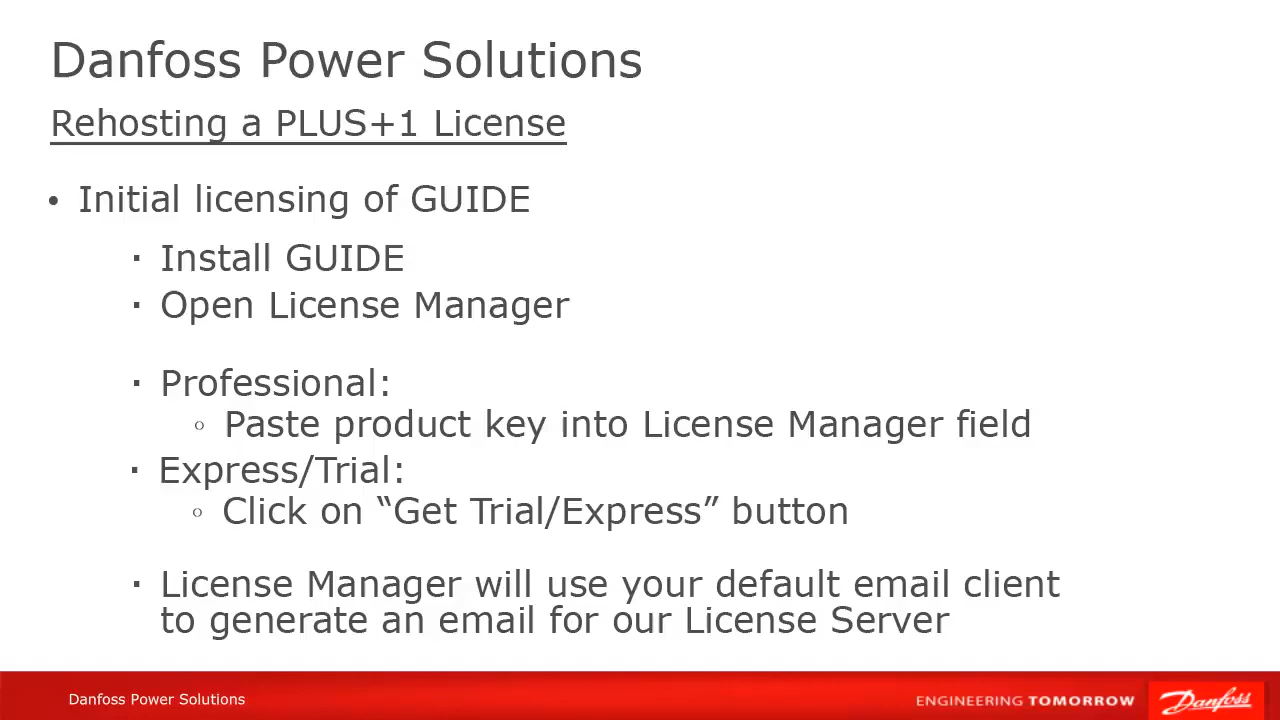 Danfoss Power Solutions
Rehosting a PLUS+1 License
• Initial licensing of GUIDE
▪ Install GUIDE
▪ Open License Manager
▪ Professional:
◦ Paste product key into License Manager field
▪ Express/Trial:
◦ Click on “Get Trial/Express” button
▪ License Manager will use your default email client
to generate an email for our License Server
Danfoss Power Solutions
ENGINEERING TOMORROW
Danfoss